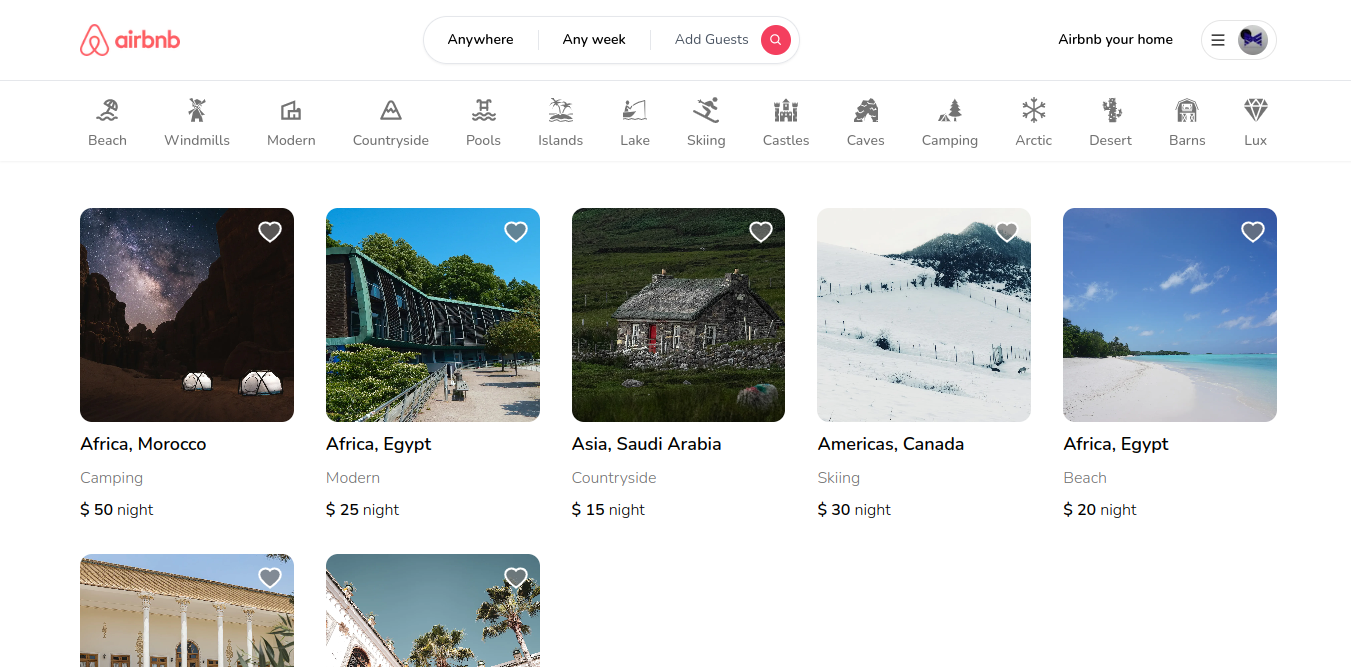 airbnb
Anywhere
Any week
Add Guests
Airbnb your home
Beach
Windmills
Modern
Countryside
Pools
Islands
Lake
Skiing
Castles
Caves
Camping
Arctic
Desert
Barns
Lux
Africa, Morocco
Camping
$ 50 night
Africa, Egypt
Modern
$ 25 night
Asia, Saudi Arabia
Countryside
$ 15 night
Americas, Canada
Skiing
$ 30 night
Africa, Egypt
Beach
$ 20 night